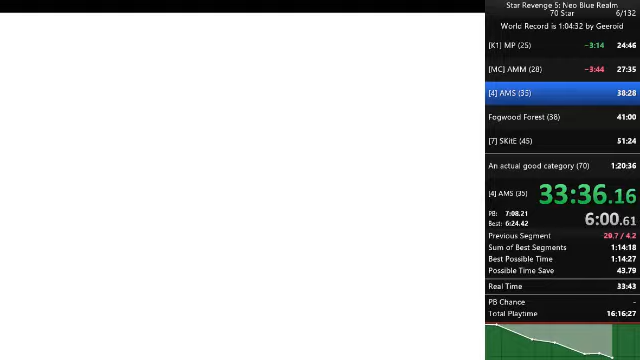 Star Revenge 5: Neo Blue Realm
70 Star 6/132
World Record is 1:04:32 by Geeroid
[K1] MP (25) −3:14 24:46
[MC] AMM (28) −3:44 27:35
[4] AMS (35) 38:28
Fogwood Forest (38) 41:00
[7] SKitE (45) 51:24
An actual good category (70) 1:20:36
[4] AMS (35) 33:36.16
PB: 7:08.21 6:00.61
Best: 6:24.42
Previous Segment 29.7 / 4.2
Sum of Best Segments 1:14:18
Best Possible Time 1:14:27
Possible Time Save 43.79
Real Time 33:43
PB Chance -
Total Playtime 16:16:27